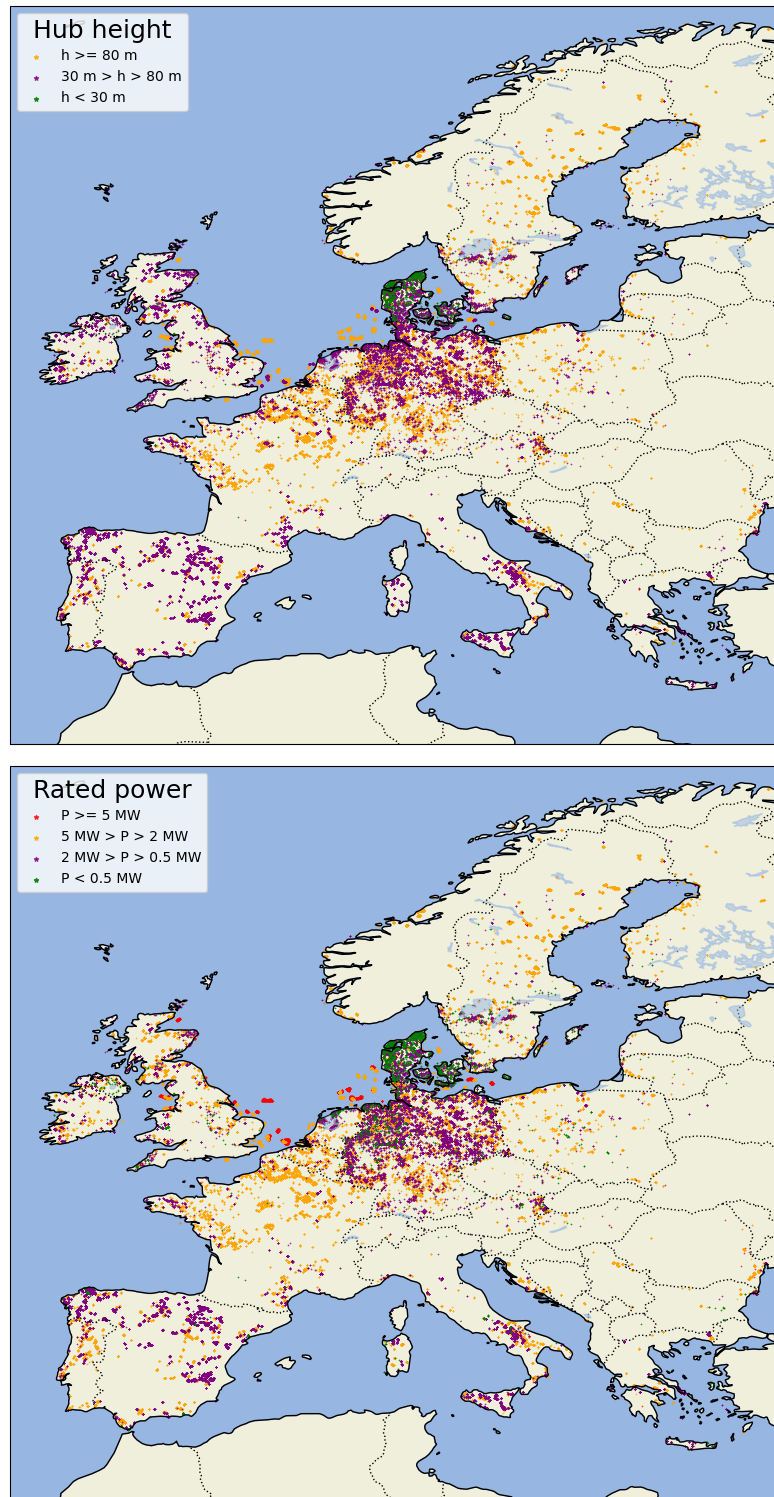 Hub height
h >= 80 m
30 m > h > 80 m
h < 30 m
Rated power
P >= 5 MW
5 MW > P > 2 MW
2 MW > P > 0.5 MW
P < 0.5 MW